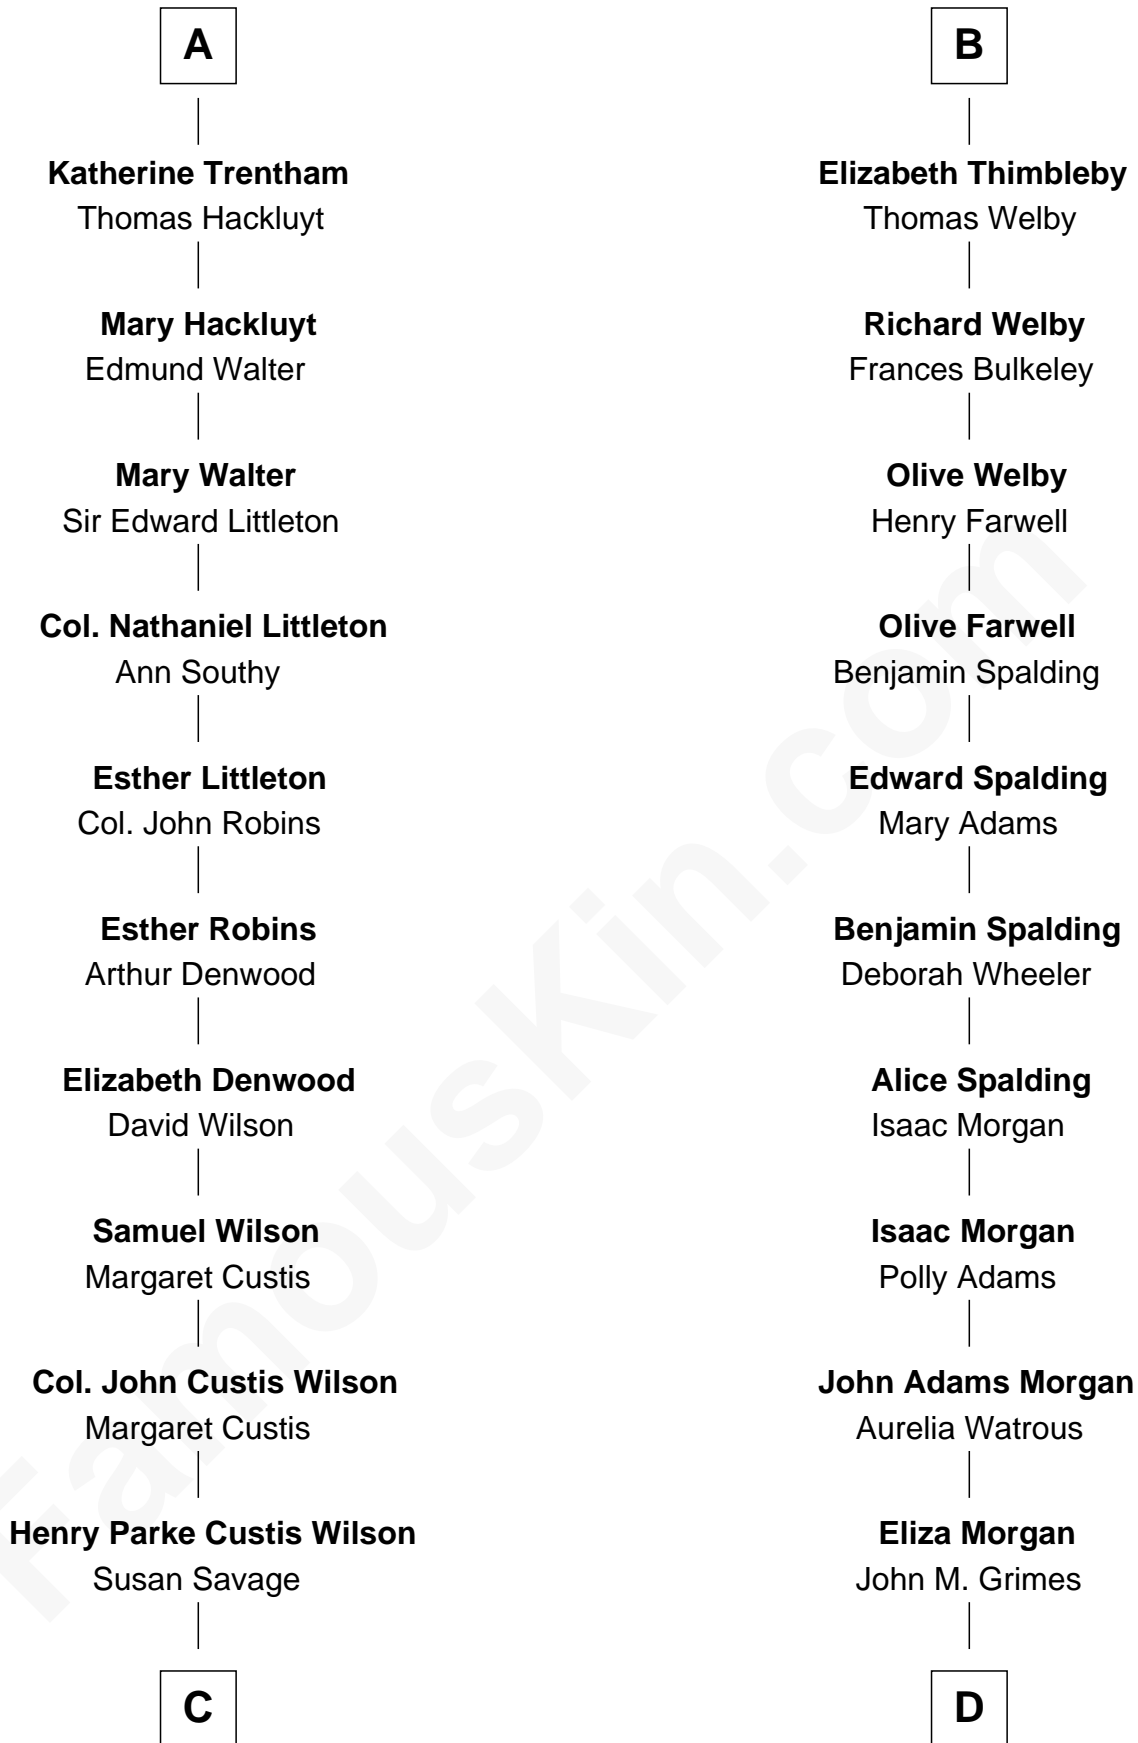 A
Katherine Trentham
Thomas Hackluyt
Mary Hackluyt
Edmund Walter
Mary Walter
Sir Edward Littleton
Col. Nathaniel Littleton
Ann Southy
Esther Littleton
Col. John Robins
Esther Robins
Arthur Denwood
Elizabeth Denwood
David Wilson
Samuel Wilson
Margaret Custis
Col. John Custis Wilson
Margaret Custis
Henry Parke Custis Wilson
Susan Savage
C
B
Elizabeth Thimbleby
Thomas Welby
Richard Welby
Frances Bulkeley
Olive Welby
Henry Farwell
Olive Farwell
Benjamin Spalding
Edward Spalding
Mary Adams
Benjamin Spalding
Deborah Wheeler
Alice Spalding
Isaac Morgan
Isaac Morgan
Polly Adams
John Adams Morgan
Aurelia Watrous
Eliza Morgan
John M. Grimes
D
FamousKin.com